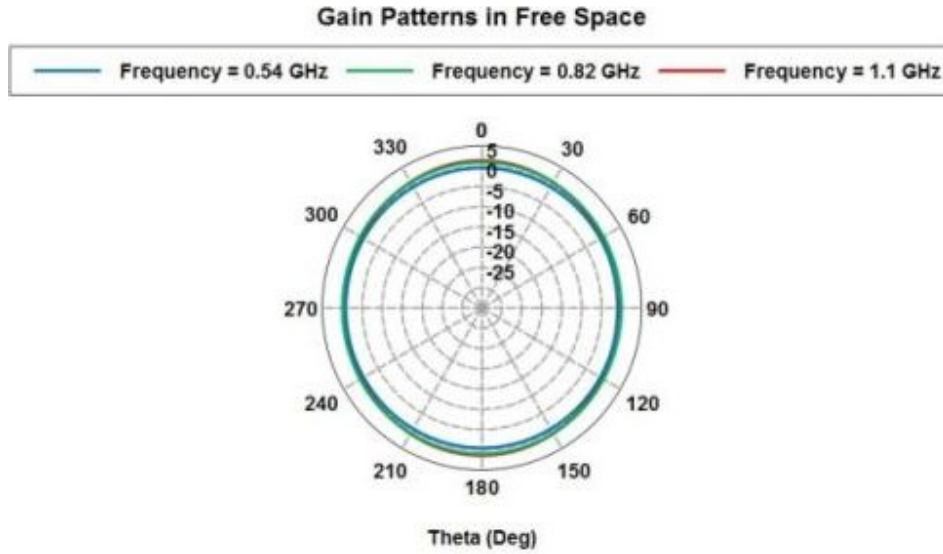 Gain Patterns in Free Space
Frequency = 0.54 GHz Frequency = 0.82 GHz Frequency = 1.1 GHz
0
330 5 30
0
-5
300 -10 60
-15
-20
-25
270 90
240 120
210 150
180
Theta (Deg)